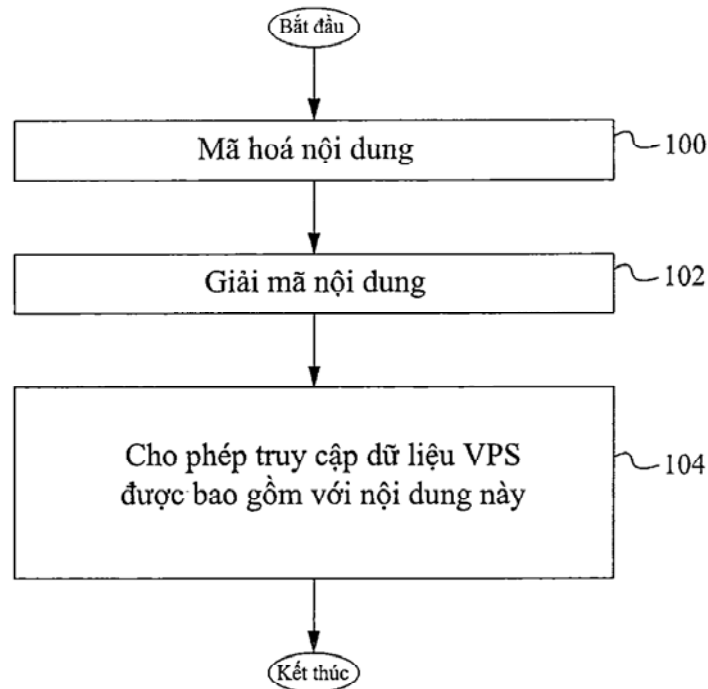 Bắt đầu
Mã hoá nội dung
100
Giải mã nội dung
102
Cho phép truy cập dữ liệu VPS
được bao gồm với nội dung này
104
Kết thúc